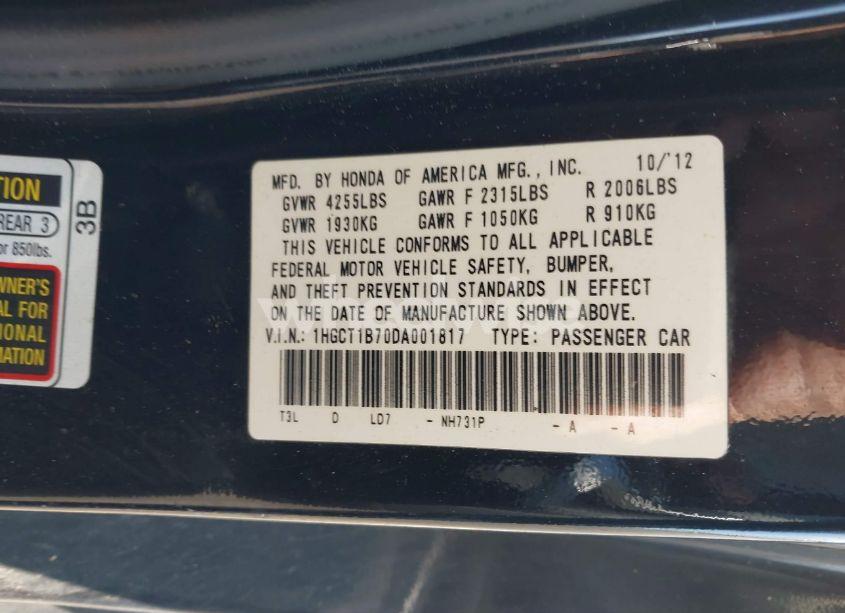 TION
REAR 3
or 850lbs.
WNER'S
AL FOR
IONAL
MATION
3B
MFD. BY HONDA OF AMERICA MFG., INC. 10/'12
GVWR 4255LBS GAWR F 2315LBS R 2006LBS
GVWR 1930KG GAWR F 1050KG R 910KG
THIS VEHICLE CONFORMS TO ALL APPLICABLE
FEDERAL MOTOR VEHICLE SAFETY, BUMPER,
AND THEFT PREVENTION STANDARDS IN EFFECT
ON THE DATE OF MANUFACTURE SHOWN ABOVE.
V.I.N.: 1HGCT1B70DA001817 TYPE: PASSENGER CAR
T3L D LD7 - NH731P - A - A